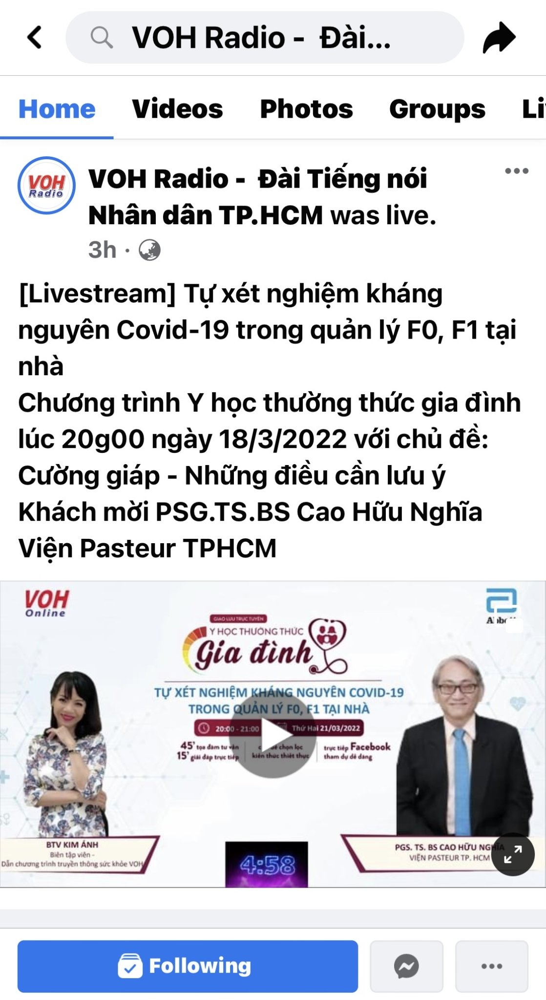 VOH Radio - Đài...
Home Videos Photos Groups Li
VOH
Radio
VOH Radio - Đài Tiếng nói
Nhân dân TP.HCM was live.
3h ·
[Livestream] Tự xét nghiệm kháng
nguyên Covid-19 trong quản lý F0, F1 tại
nhà
Chương trình Y học thường thức gia đình
lúc 20g00 ngày 18/3/2022 với chủ đề:
Cường giáp - Những điều cần lưu ý
Khách mời PSG.TS.BS Cao Hữu Nghĩa
Viện Pasteur TPHCM
VOH
Online
GIAO LƯU TRỰC TUYẾN
Y HỌC THƯỜNG THỨC
Gia đình
TỰ XÉT NGHIỆM KHÁNG NGUYÊN COVID-19
TRONG QUẢN LÝ F0, F1 TẠI NHÀ
20:00 - 21:00 Thứ Hai 21/03/2022
45' tọa đàm tư vấn
15' giải đáp trực tiếp
chọn lọc
kiến thức thiết thực
trực tiếp Facebook
tham dự dễ dàng
BTV KIM ÁNH
Biên tập viên -
Dẫn chương trình truyền thông sức khỏe VOH
PGS. TS. BS CAO HỮU NGHĨA
VIỆN PASTEUR TP. HCM
4:58
Following